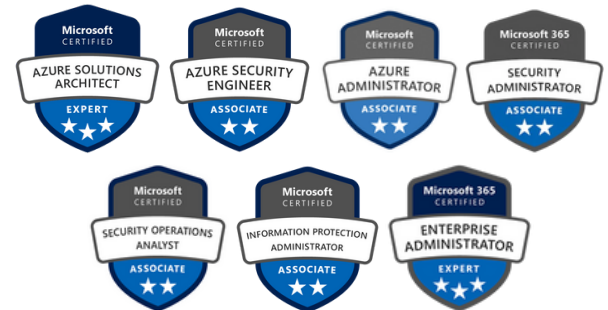 Microsoft
CERTIFIED
AZURE SOLUTIONS
ARCHITECT
EXPERT
Microsoft
CERTIFIED
AZURE SECURITY
ENGINEER
ASSOCIATE
Microsoft
CERTIFIED
AZURE
ADMINISTRATOR
ASSOCIATE
Microsoft 365
CERTIFIED
SECURITY
ADMINISTRATOR
ASSOCIATE
Microsoft
CERTIFIED
SECURITY OPERATIONS
ANALYST
ASSOCIATE
Microsoft
CERTIFIED
INFORMATION PROTECTION
ADMINISTRATOR
ASSOCIATE
Microsoft 365
CERTIFIED
ENTERPRISE
ADMINISTRATOR
EXPERT